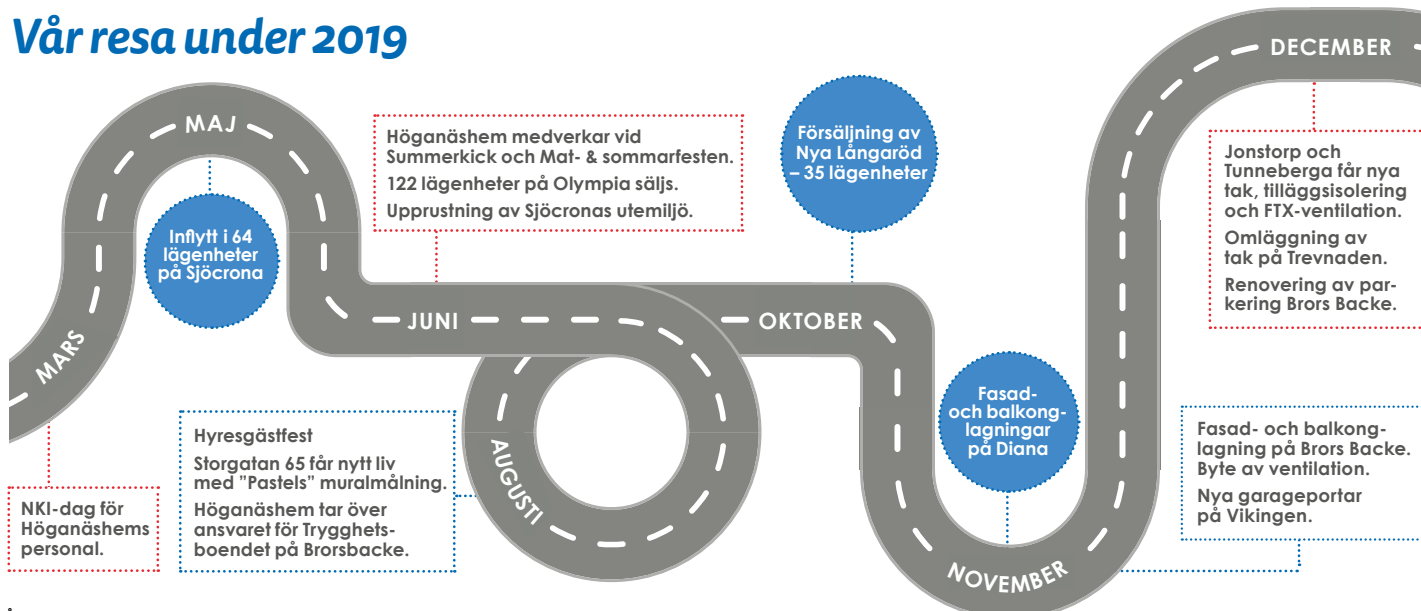 Vår resa under 2019
MARS
NKI-dag för
Höganäshems
personal.
MAJ
Inflytt i 64
lägenheter
på Sjöcrona
JUNI
Höganäshem medverkar vid
Summerkick och Mat- & sommarfesten.
122 lägenheter på Olympia säljs.
Upprustning av Sjöcronas utemiljö.
AUGUSTI
Hyresgästfest
Storgatan 65 får nytt liv
med ”Pastels” muralmålning.
Höganäshem tar över
ansvaret för Trygghets-
boendet på Brorsbacke.
OKTOBER
Försäljning av
Nya Långaröd
– 35 lägenheter
NOVEMBER
Fasad-
och balkong-
lagningar
på Diana
Fasad- och balkong-
lagning på Brors Backe.
Byte av ventilation.
Nya garageportar
på Vikingen.
DECEMBER
Jonstorp och
Tunneberga får nya
tak, tilläggsisolering
och FTX-ventilation.
Omläggning av
tak på Trevnaden.
Renovering av par-
kering Brors Backe.